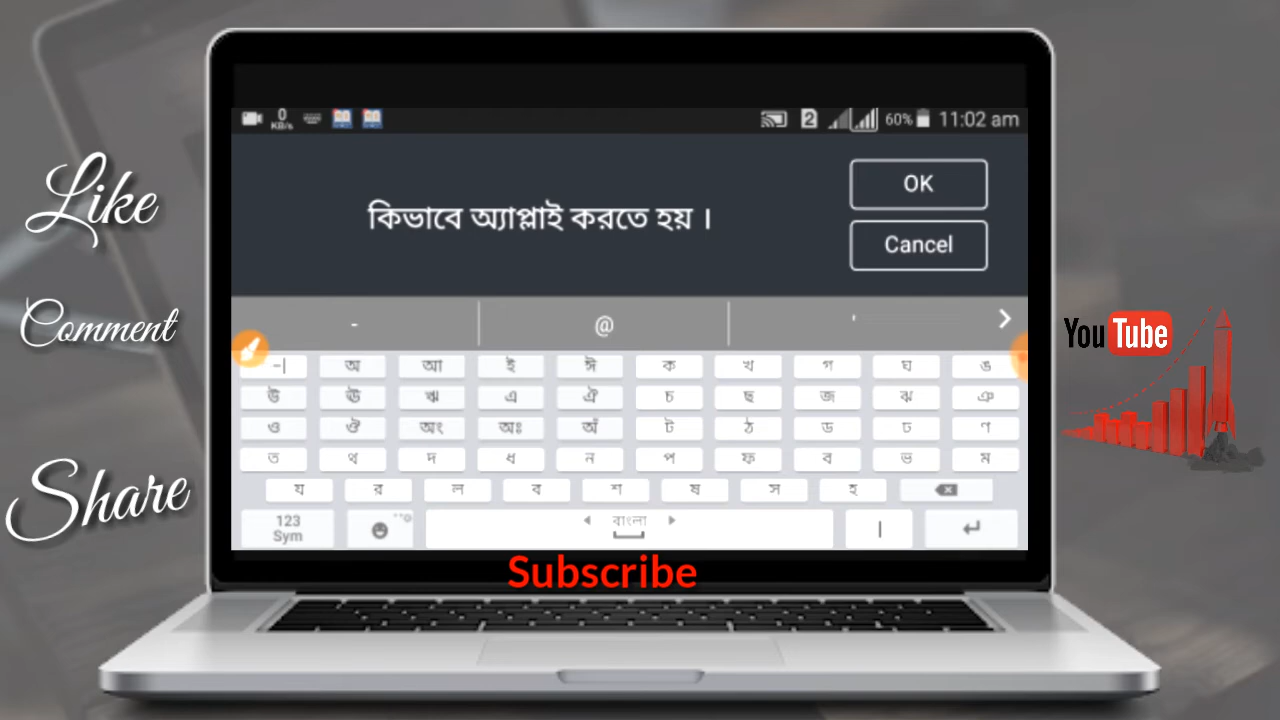 Like
Comment
Share
0
KB/s
2
60%
11:02 am
কিভাবে অ্যাপ্লাই করতে হয় ।
OK
Cancel
- @ '
অ আ ই ঈ ক খ গ ঘ ঙ
উ ঊ ঋ এ ঐ চ ছ জ ঝ ঞ
ও ঔ অং অঃ অঁ ট ঠ ড ঢ ণ
ত থ দ ধ ন প ফ ব ভ ম
য র ল ব শ ষ স হ
123
Sym
বাংলা
।
Subscribe
YouTube